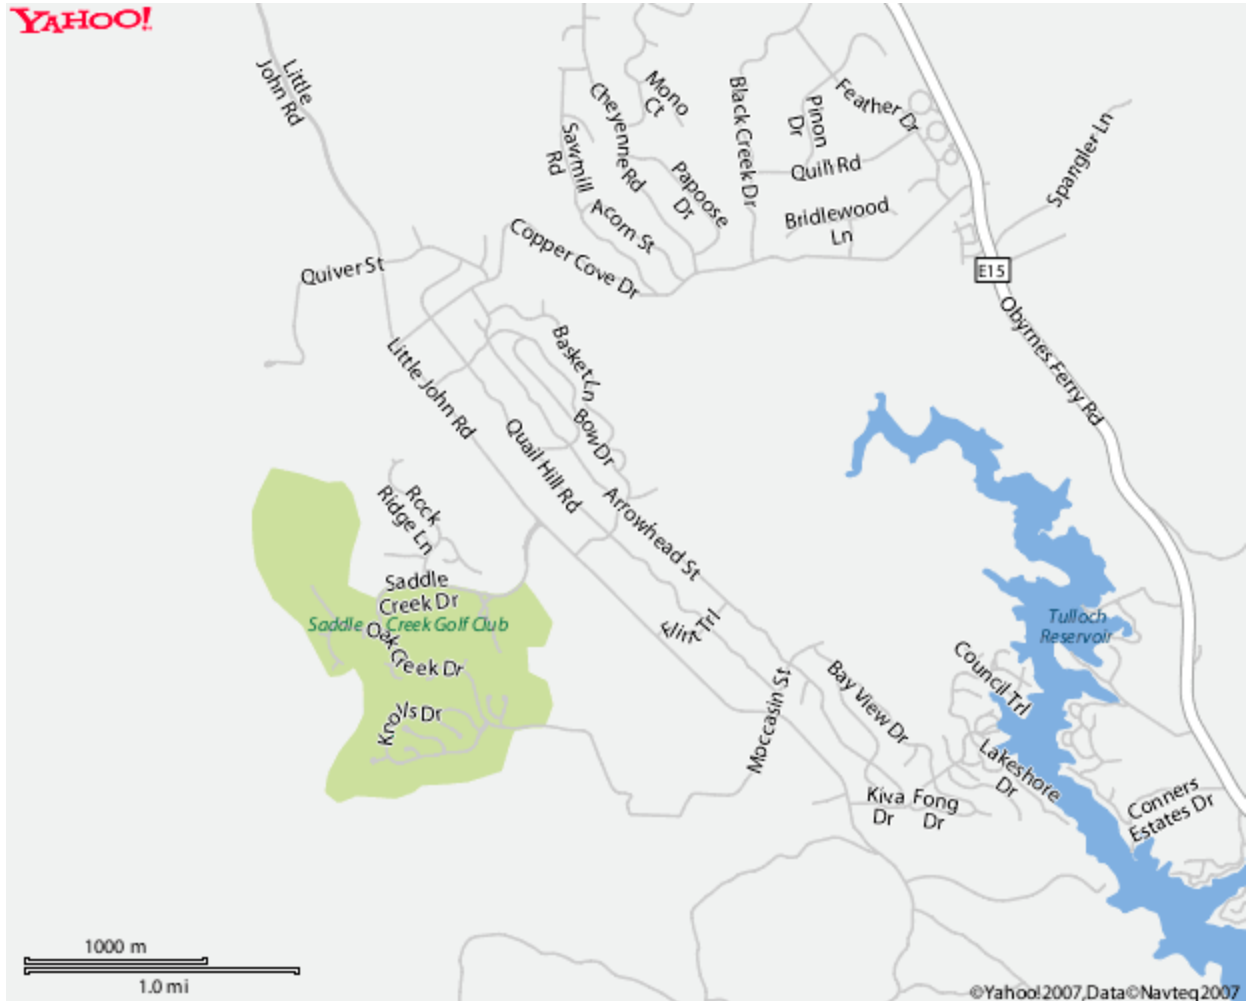 YAHOO!
Little
John Rd
Mono
Ct
Cheyenne Rd
Black Creek Dr
Pinon
Dr
Feather Dr
Spangler Ln
Sawmill
Rd
Papoose
Dr
Quill Rd
Acorn St
Bridlewood
Ln
Copper Cove Dr
Quiver St
E15
Obyrnes Ferry Rd
Little John Rd
Basket Ln
Bow Dr
Quail Hill Rd
Arrowhead St
Rock
Ridge Ln
Saddle
Creek Dr
Saddle Creek Golf Club
Oak
Creek Dr
Flint Trl
Tulloch
Reservoir
Council Trl
Bay View Dr
Moccasin St
Knolls Dr
Lakeshore
Dr
Kiva
Dr
Fong
Dr
Conners
Estates Dr
1000 m
1.0 mi
©Yahoo!2007,Data©Navteq2007